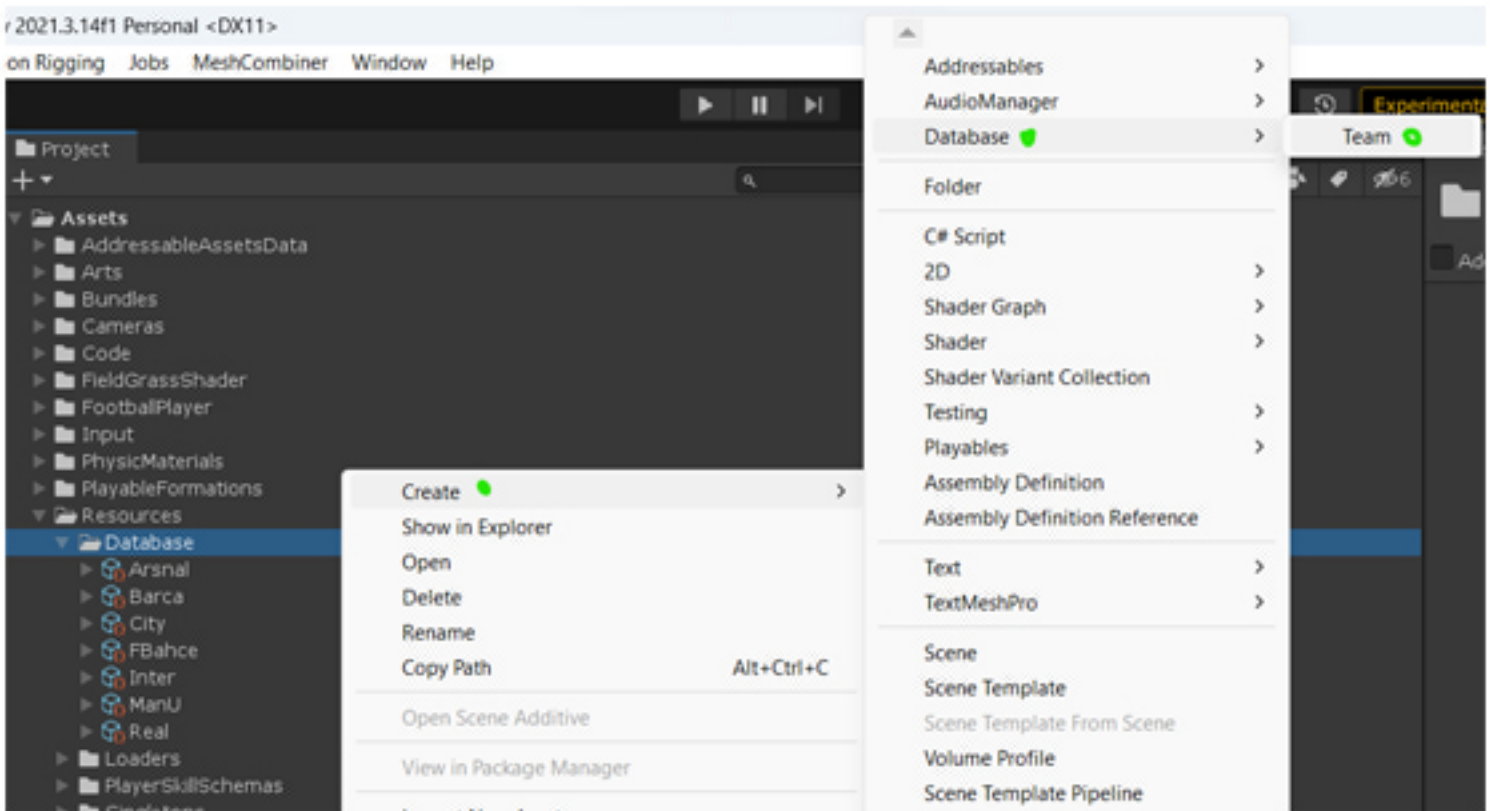 2021.3.14f1 Personal <DX11>
on Rigging Jobs MeshCombiner Window Help
Experimenta
Project
6
Assets
AddressableAssetsData
Arts
Bundles
Cameras
Code
FieldGrassShader
FootballPlayer
Input
PhysicMaterials
PlayableFormations
Resources
Database
Arsnal
Barca
City
FBahce
Inter
ManU
Real
Loaders
PlayerSkillSchemas
Create
Show in Explorer
Open
Delete
Rename
Copy Path Alt+Ctrl+C
Open Scene Additive
View in Package Manager
Addressables
AudioManager
Database
Folder
C# Script
2D
Shader Graph
Shader
Shader Variant Collection
Testing
Playables
Assembly Definition
Assembly Definition Reference
Text
TextMeshPro
Scene
Scene Template
Scene Template From Scene
Volume Profile
Scene Template Pipeline
Team
Ad